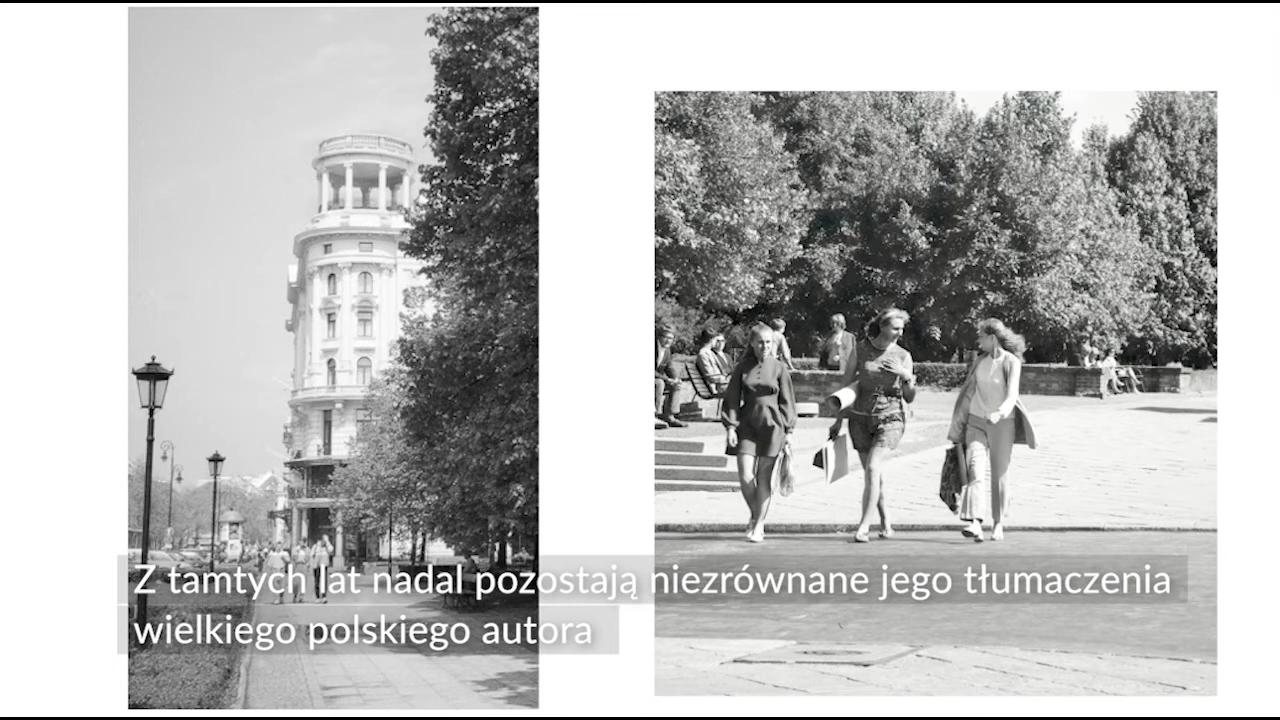 Z tamtych lat nadal pozostają niezrównane jego tłumaczenia
wielkiego polskiego autora